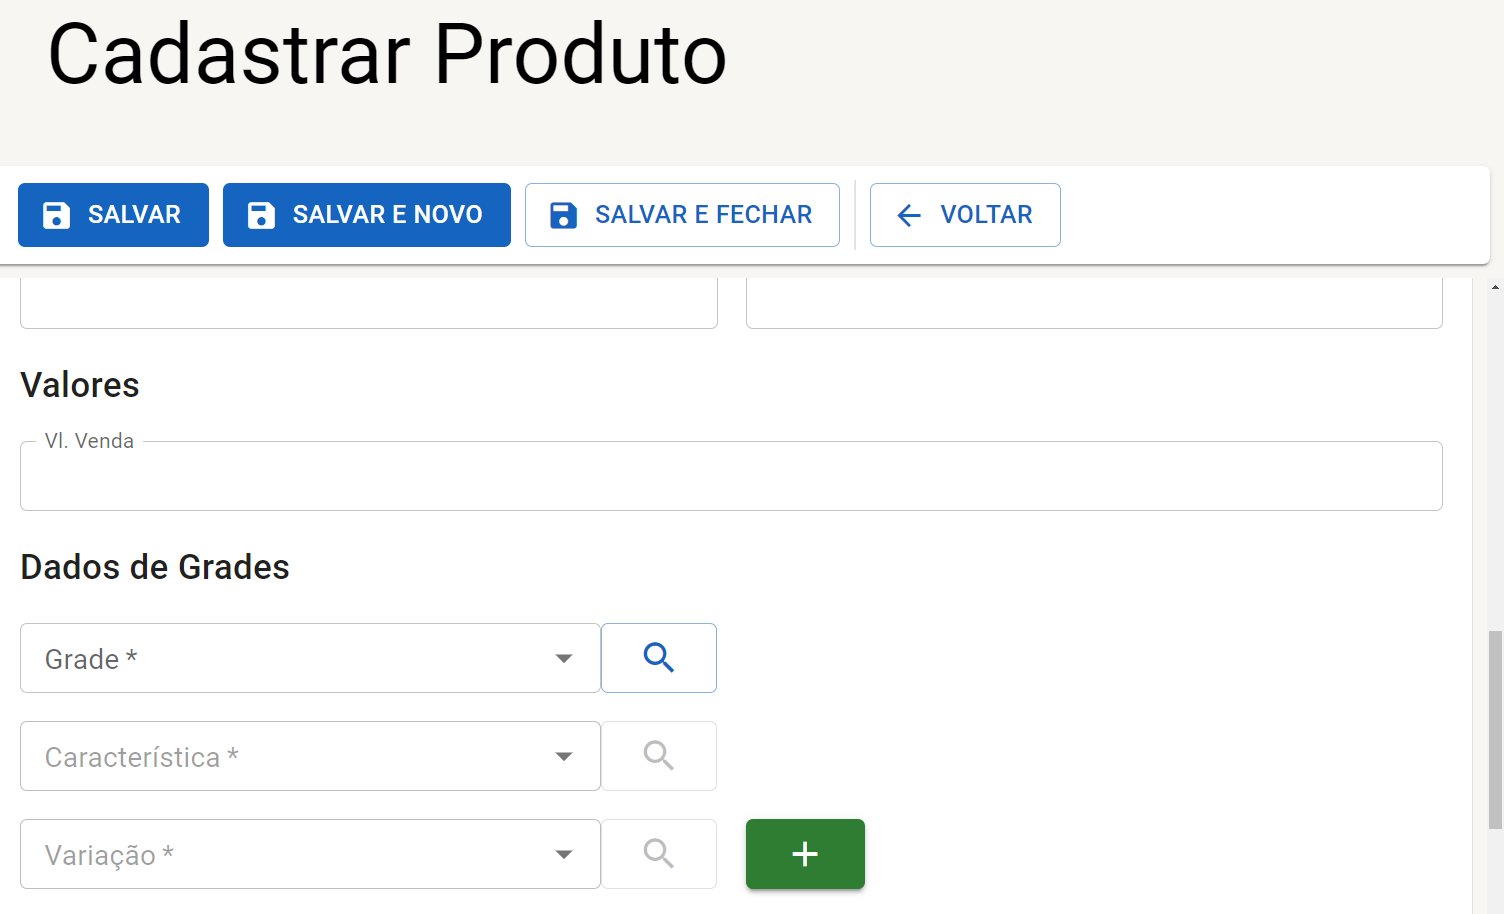 Cadastrar Produto
SALVAR SALVAR E NOVO SALVAR E FECHAR VOLTAR
Valores
Vl. Venda
Dados de Grades
Grade *
Característica *
Variação *